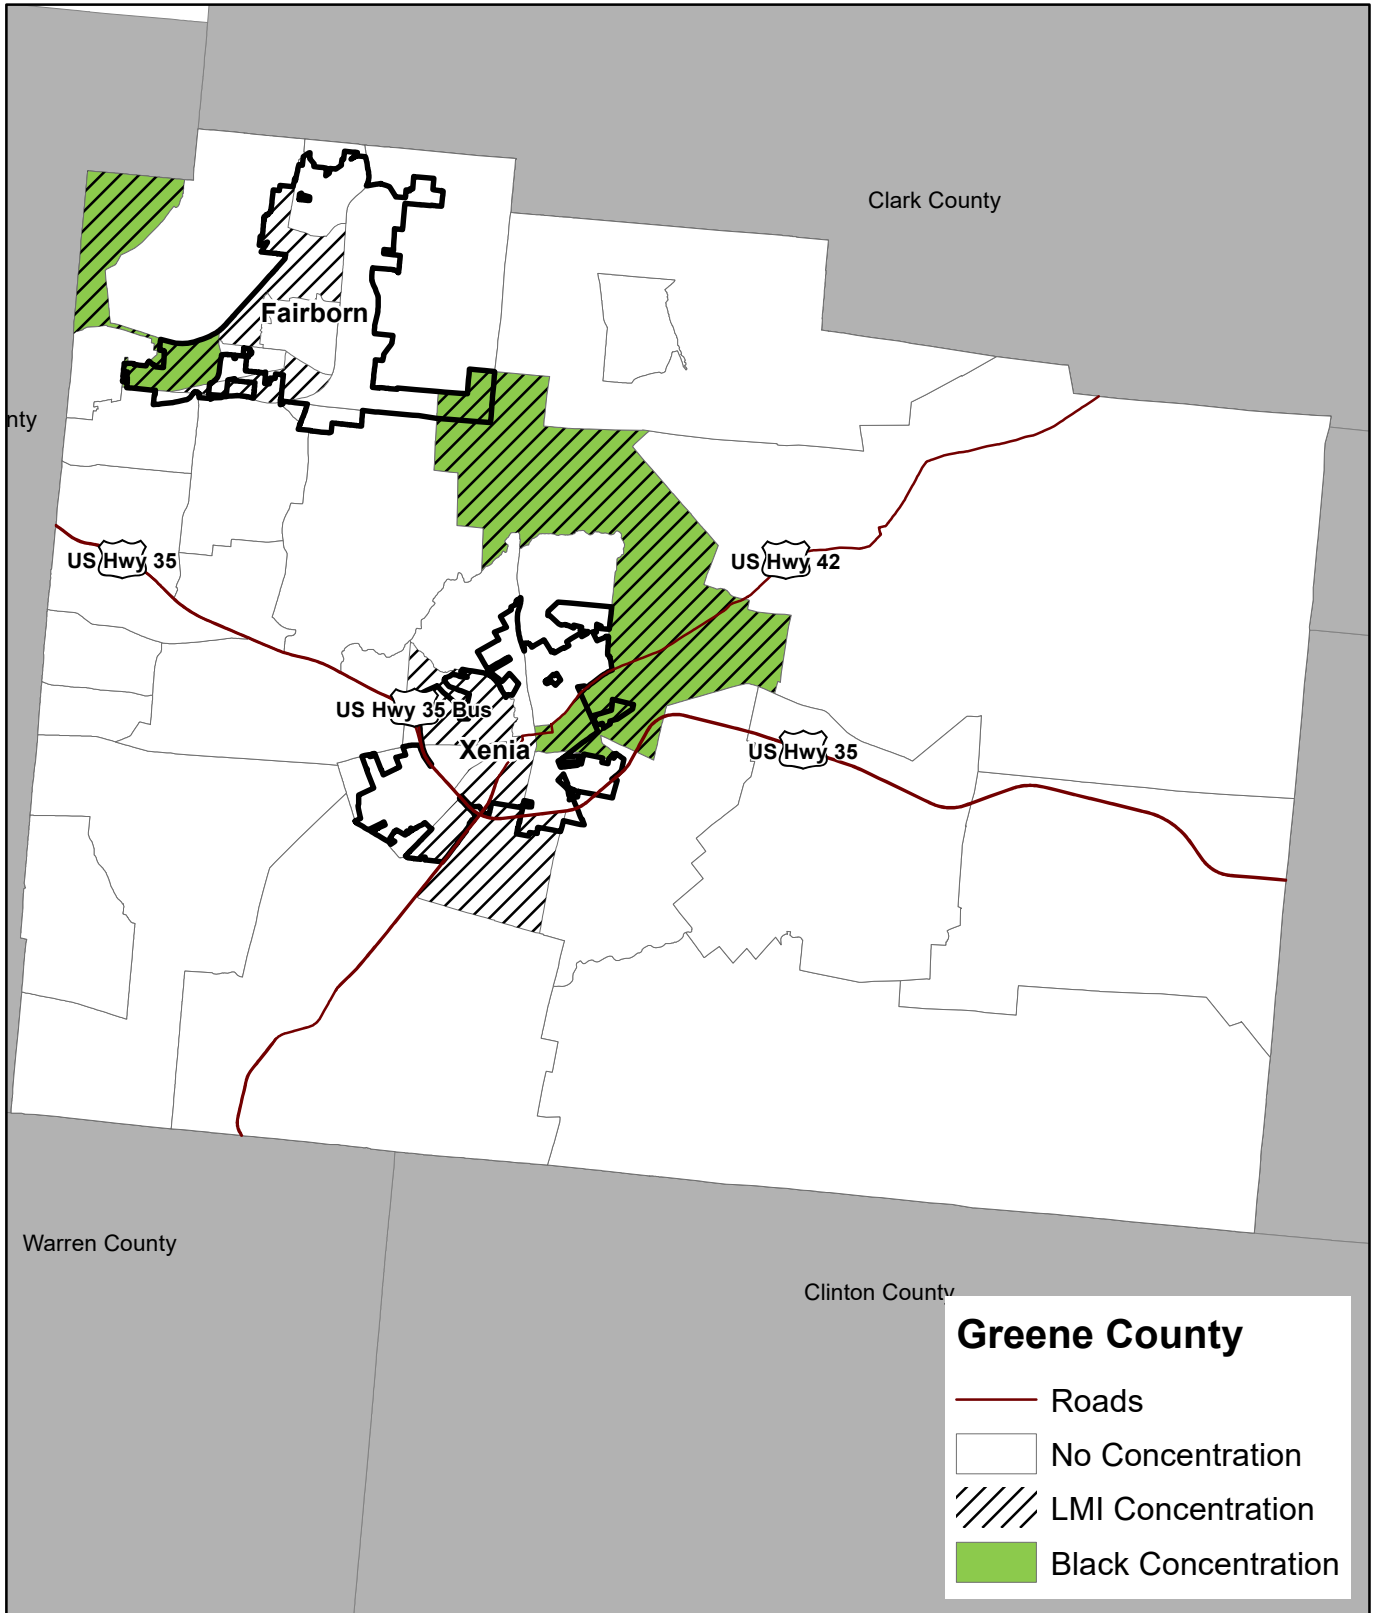 Clark County
Fairborn
nty
US Hwy 35
US Hwy 42
US Hwy 35 Bus
Xenia
US Hwy 35
Warren County
Clinton County
Greene County
Roads
No Concentration
LMI Concentration
Black Concentration